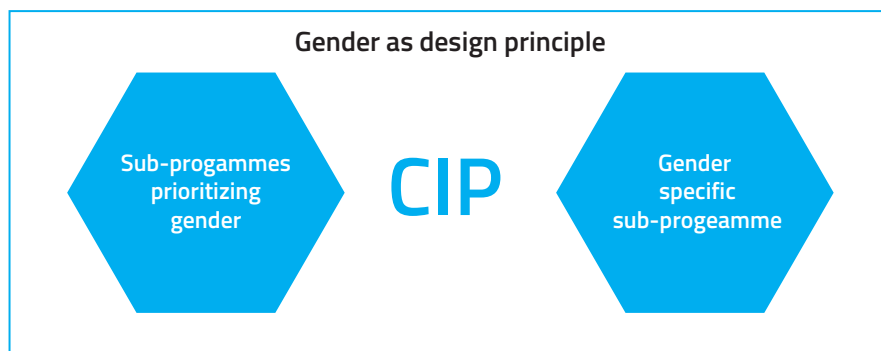 Gender as design principle
Sub-progammes
prioritizing
gender
CIP
Gender
specific
sub-progeamme